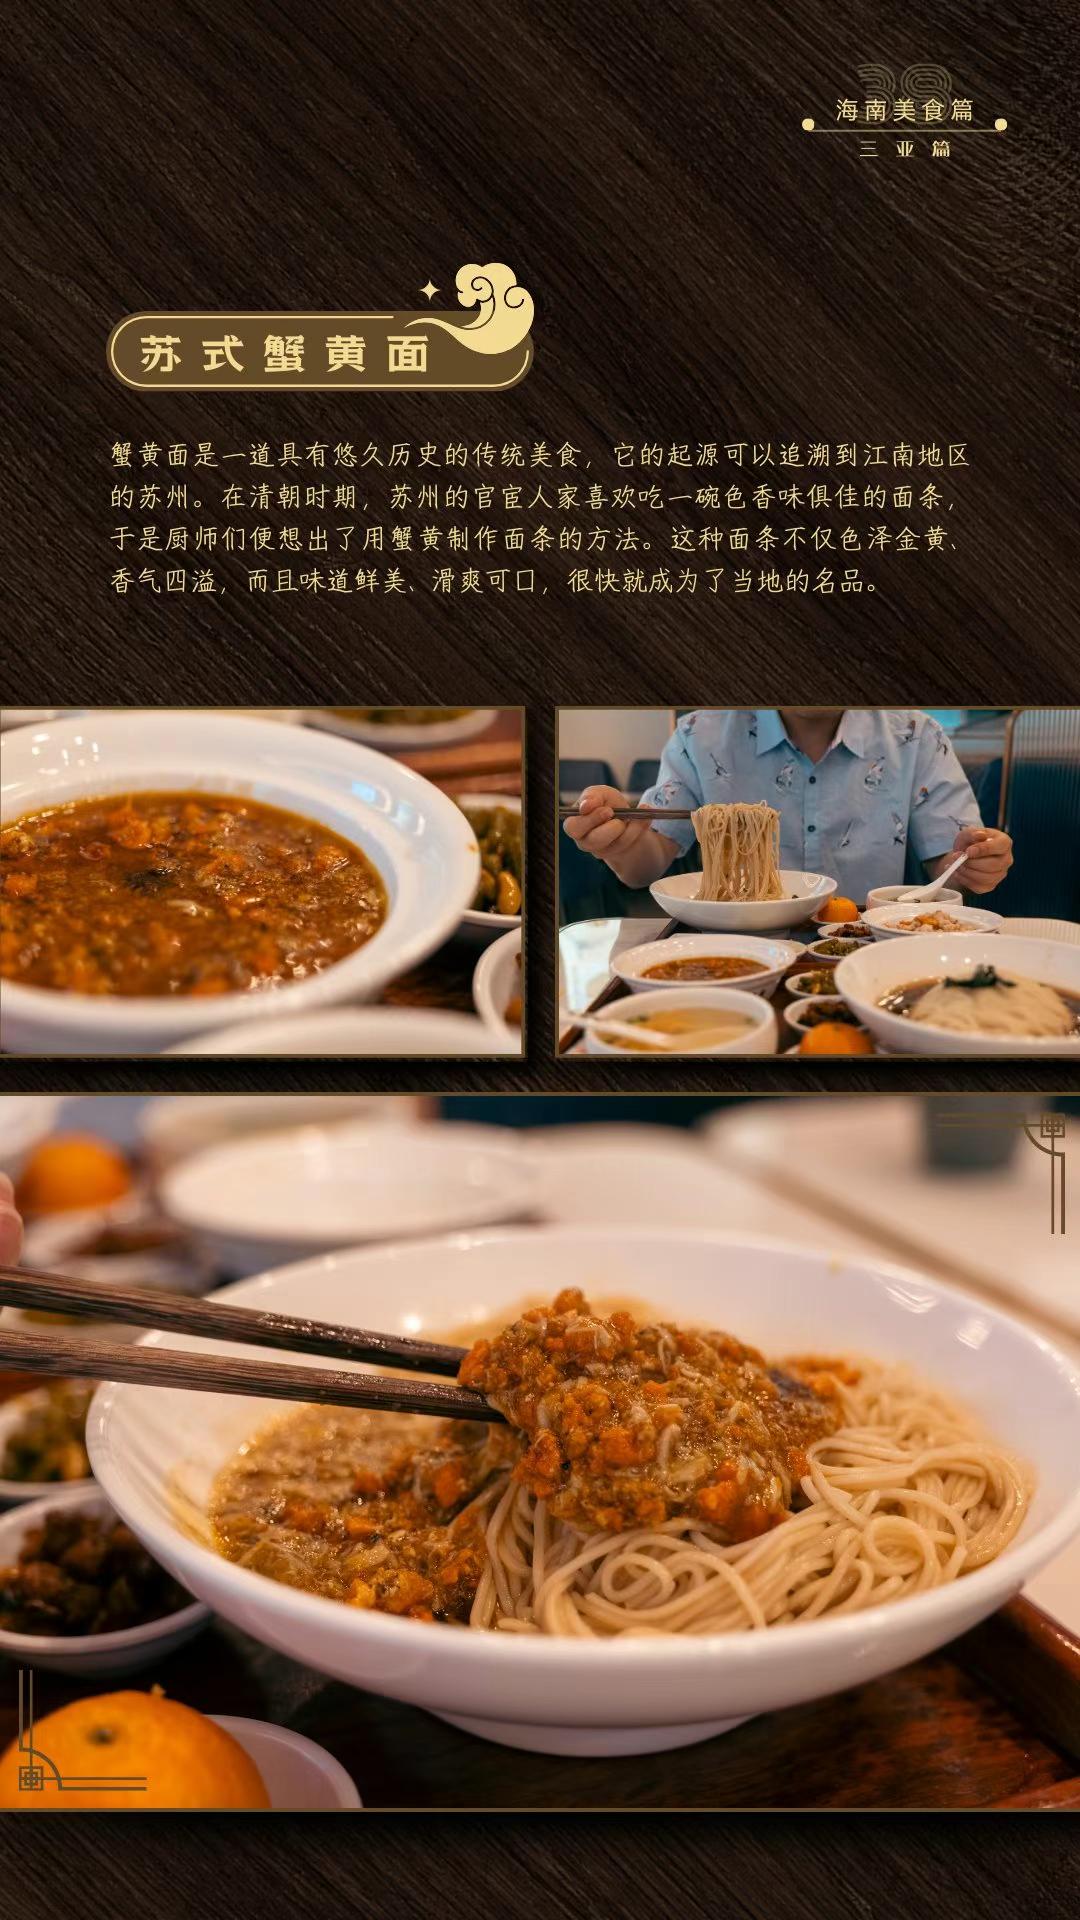 38
海南美食篇
三亚篇
苏式蟹黄面
蟹黄面是一道具有悠久历史的传统美食，它的起源可以追溯到江南地区
的苏州。在清朝时期，苏州的官宦人家喜欢吃一碗色香味俱佳的面条，
于是厨师们便想出了用蟹黄制作面条的方法。这种面条不仅色泽金黄、
香气四溢，而且味道鲜美、滑爽可口，很快就成为了当地的名品。